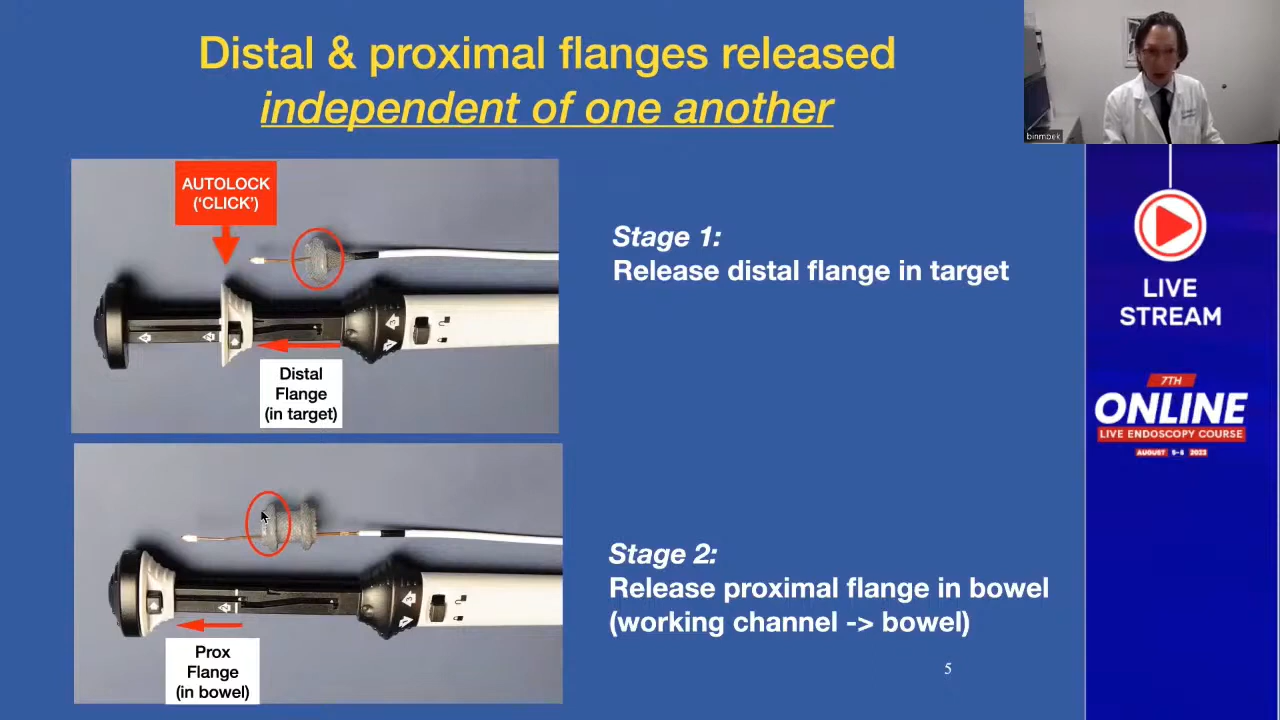 Distal & proximal flanges released
independent of one another
binmoek
AUTOLOCK
('CLICK')
Stage 1:
Release distal flange in target
Distal
Flange
(in target)
LIVE
STREAM
7TH
ONLINE
LIVE ENDOSCOPY COURSE
Stage 2:
Release proximal flange in bowel
(working channel -> bowel)
Prox
Flange
(in bowel)
5